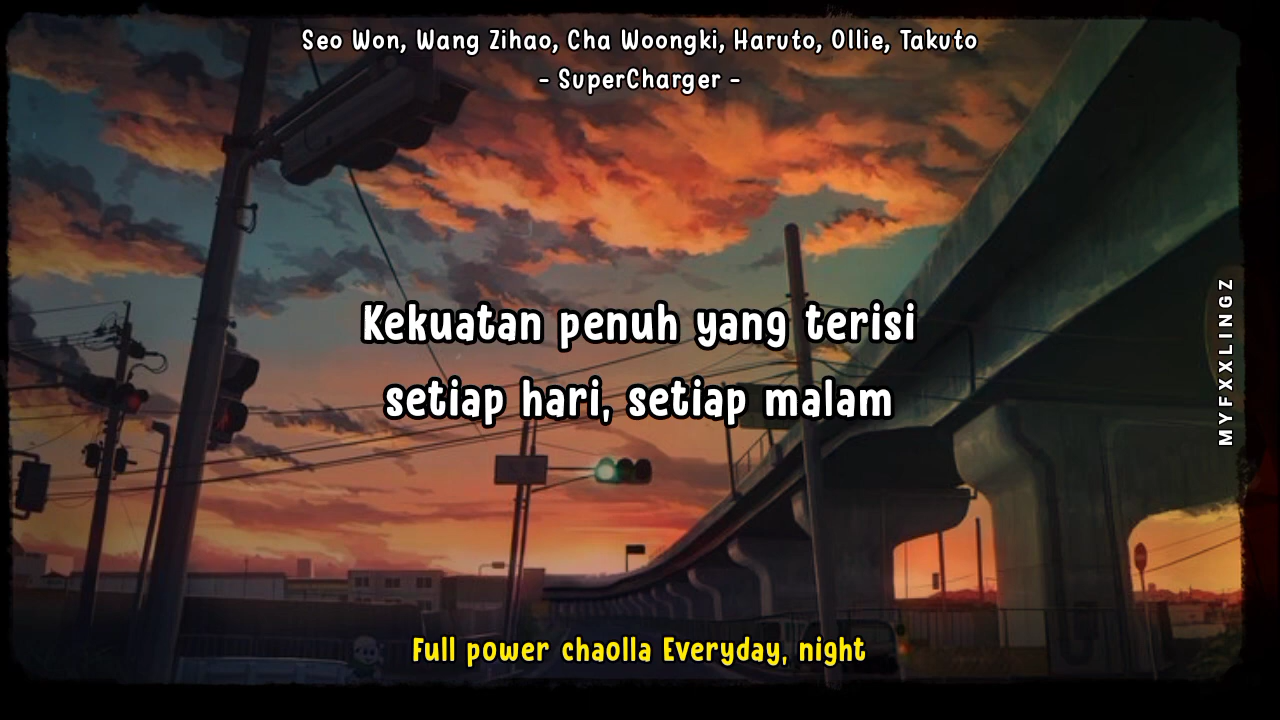 Seo Won, Wang Zihao, Cha Woongki, Haruto, Ollie, Takuto
- SuperCharger -
Kekuatan penuh yang terisi
setiap hari, setiap malam
MYFXXLINGZ
Full power chaolla Everyday, night